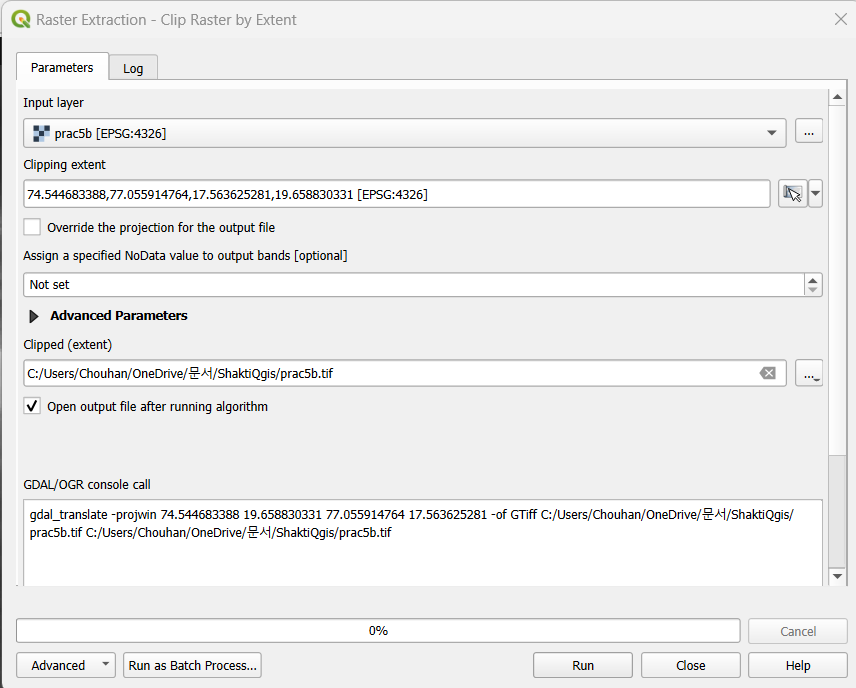 Raster Extraction - Clip Raster by Extent
Parameters
Log
Input layer
prac5b [EPSG:4326]
...
Clipping extent
74.544683388,77.055914764,17.563625281,19.658830331 [EPSG:4326]
Override the projection for the output file
Assign a specified NoData value to output bands [optional]
Not set
Advanced Parameters
Clipped (extent)
C:/Users/Chouhan/OneDrive/문서/ShaktiQgis/prac5b.tif
...
Open output file after running algorithm
GDAL/OGR console call
gdal_translate -projwin 74.544683388 19.658830331 77.055914764 17.563625281 -of GTiff C:/Users/Chouhan/OneDrive/문서/ShaktiQgis/
prac5b.tif C:/Users/Chouhan/OneDrive/문서/ShaktiQgis/prac5b.tif
0%
Cancel
Advanced
Run as Batch Process...
Run
Close
Help